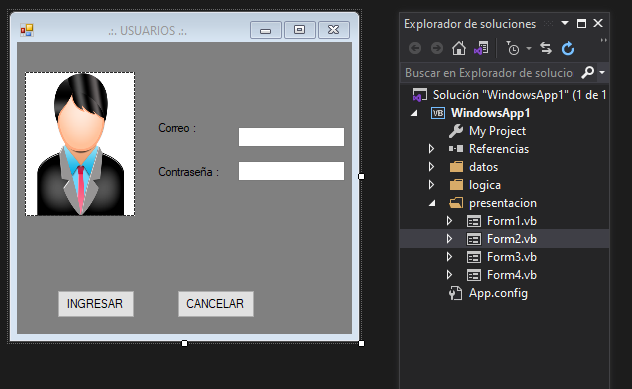 .:. USUARIOS .:.
Correo :
Contraseña :
INGRESAR
CANCELAR
Explorador de soluciones
Buscar en Explorador de solucio
Solución "WindowsApp1" (1 de 1
VB WindowsApp1
My Project
Referencias
datos
logica
presentacion
Form1.vb
Form2.vb
Form3.vb
Form4.vb
App.config